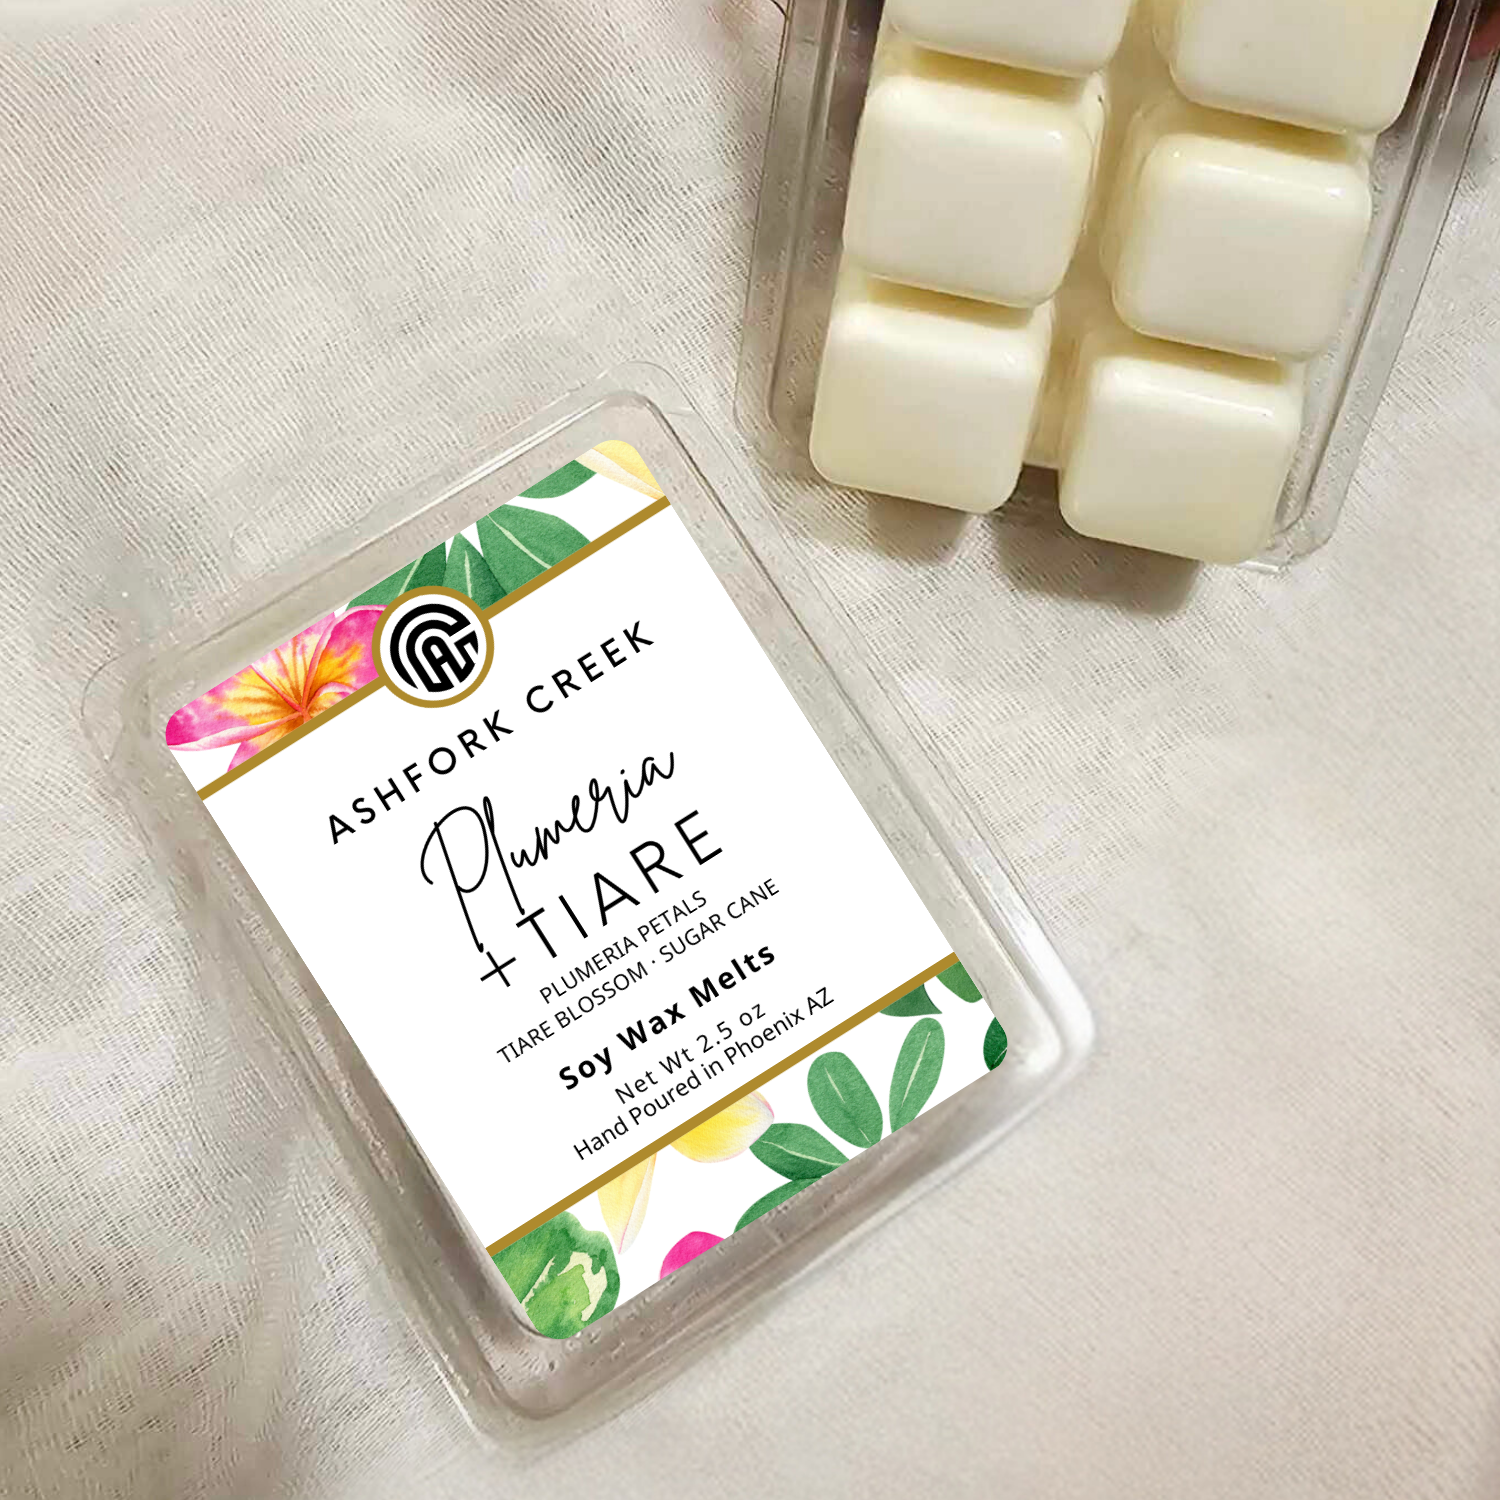 ASHFORK CREEK
Plumeria
+TIARE
PLUMERIA PETALS
TIARE BLOSSOM · SUGAR CANE
Soy Wax Melts
Net Wt 2.5 oz
Hand Poured in Phoenix AZ